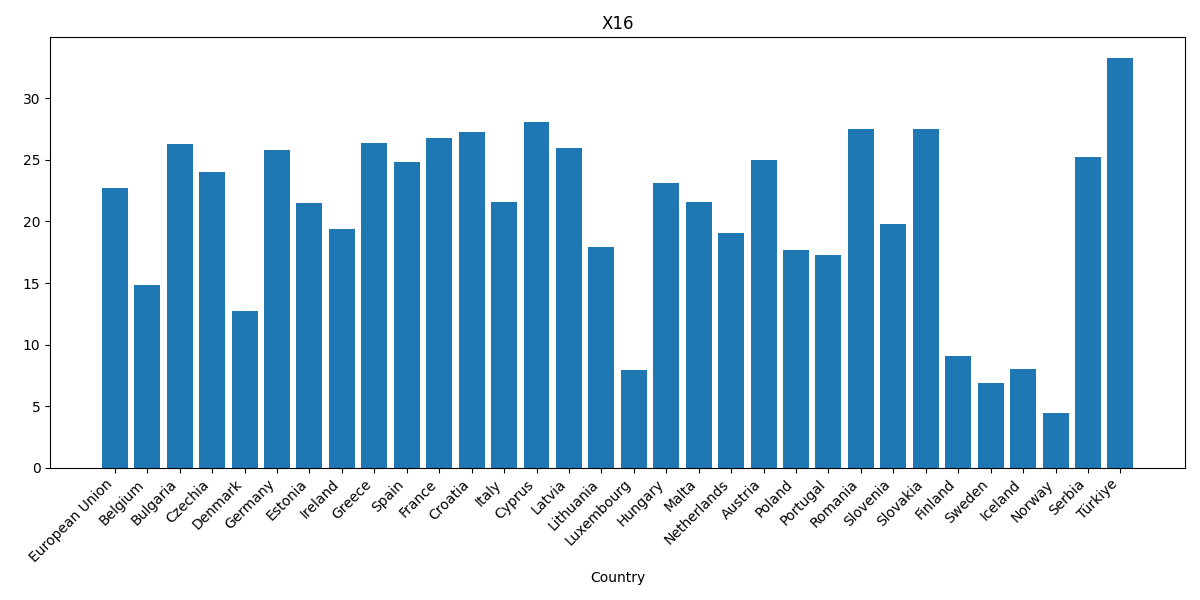 X16
30
25
20
15
10
5
0
European Union
Belgium
Bulgaria
Czechia
Denmark
Germany
Estonia
Ireland
Greece
Spain
France
Croatia
Italy
Cyprus
Latvia
Lithuania
Luxembourg
Hungary
Malta
Netherlands
Austria
Poland
Portugal
Romania
Slovenia
Slovakia
Finland
Sweden
Iceland
Norway
Serbia
Türkiye
Country